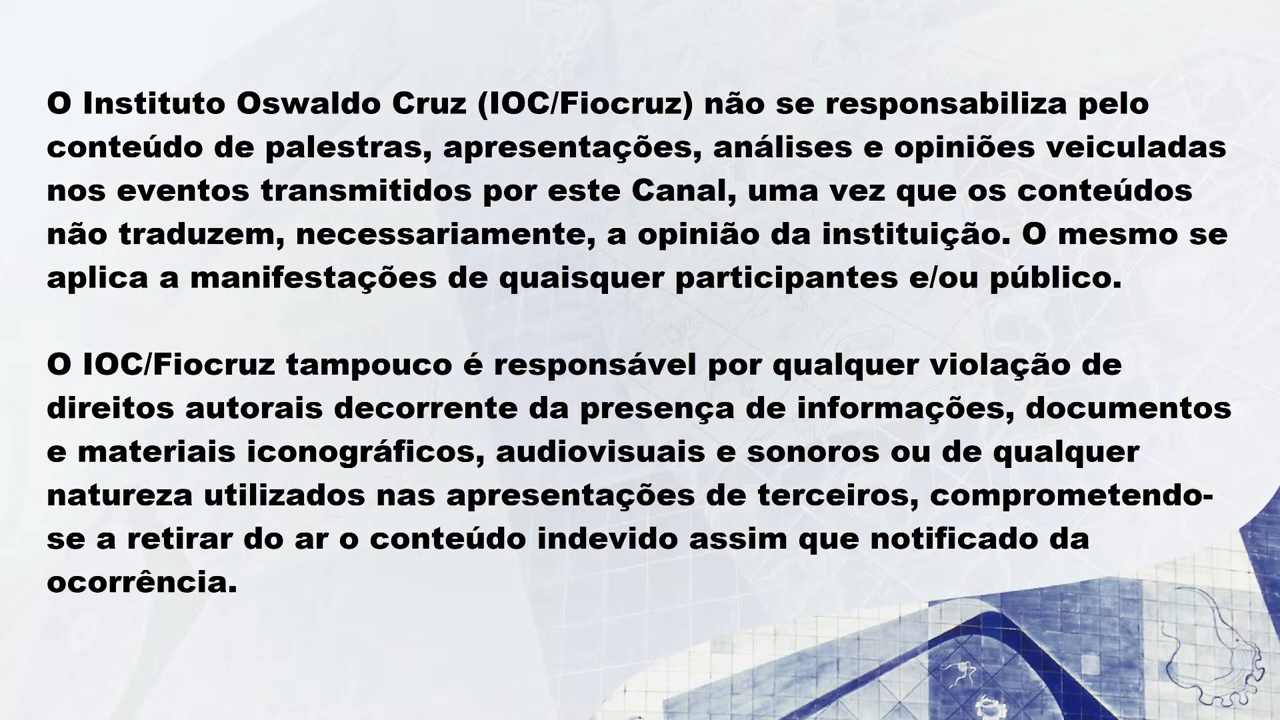 O Instituto Oswaldo Cruz (IOC/Fiocruz) não se responsabiliza pelo
conteúdo de palestras, apresentações, análises e opiniões veiculadas
nos eventos transmitidos por este Canal, uma vez que os conteúdos
não traduzem, necessariamente, a opinião da instituição. O mesmo se
aplica a manifestações de quaisquer participantes e/ou público.
O IOC/Fiocruz tampouco é responsável por qualquer violação de
direitos autorais decorrente da presença de informações, documentos
e materiais iconográficos, audiovisuais e sonoros ou de qualquer
natureza utilizados nas apresentações de terceiros, comprometendo-
se a retirar do ar o conteúdo indevido assim que notificado da
ocorrência.